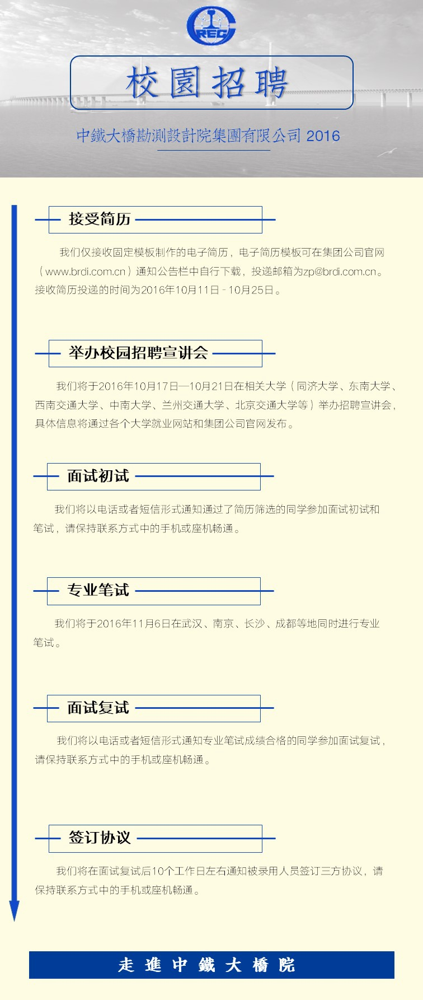 CREC
校園招聘
中鐵大橋勘測設計院集團有限公司 2016
接受简历
我们仅接收固定模板制作的电子简历，电子简历模板可在集团公司官网
（www.brdi.com.cn）通知公告栏中自行下载，投递邮箱为zp@brdi.com.cn。
接收简历投递的时间为2016年10月11日-10月25日。
举办校园招聘宣讲会
我们将于2016年10月17日—10月21日在相关大学（同济大学、东南大学、
西南交通大学、中南大学、兰州交通大学、北京交通大学等）举办招聘宣讲会，
具体信息将通过各个大学就业网站和集团公司官网发布。
面试初试
我们将以电话或者短信形式通知通过了简历筛选的同学参加面试初试和
笔试，请保持联系方式中的手机或座机畅通。
专业笔试
我们将于2016年11月6日在武汉、南京、长沙、成都等地同时进行专业
笔试。
面试复试
我们将以电话或者短信形式通知专业笔试成绩合格的同学参加面试复试，
请保持联系方式中的手机或座机畅通。
签订协议
我们将在面试复试后10个工作日左右通知被录用人员签订三方协议，请
保持联系方式中的手机或座机畅通。
走進中鐵大橋院